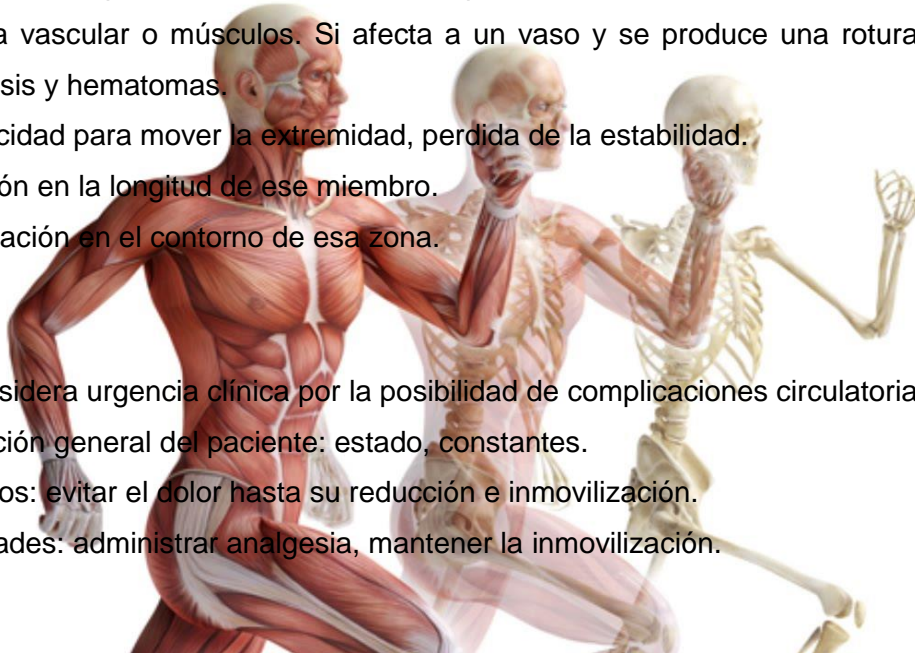 a vascular o músculos. Si afecta a un vaso y se produce una rotura
sis y hematomas.
cidad para mover la extremidad, perdida de la estabilidad.
ón en la longitud de ese miembro.
ación en el contorno de esa zona.
sidera urgencia clínica por la posibilidad de complicaciones circulatoria
ción general del paciente: estado, constantes.
os: evitar el dolor hasta su reducción e inmovilización.
ades: administrar analgesia, mantener la inmovilización.